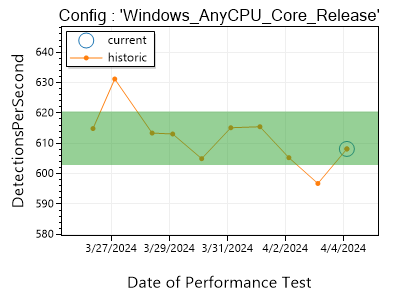 Config : 'Windows_AnyCPU_Core_Release'
current
historic
DetectionsPerSecond
640
630
620
610
600
590
580
3/27/2024 3/29/2024 3/31/2024 4/2/2024 4/4/2024
Date of Performance Test